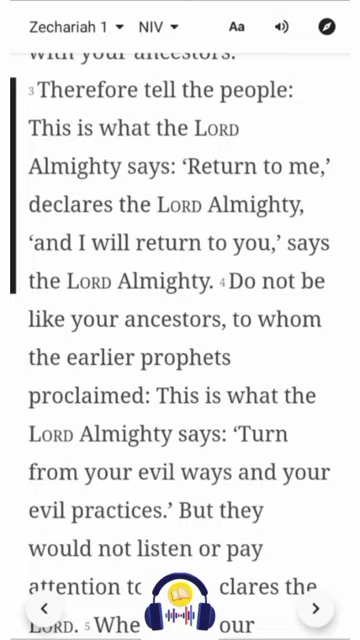 Zechariah 1 NIV Aa
with your ancestors.
3 Therefore tell the people:
This is what the LORD
Almighty says: ‘Return to me,’
declares the LORD Almighty,
‘and I will return to you,’ says
the LORD Almighty. 4 Do not be
like your ancestors, to whom
the earlier prophets
proclaimed: This is what the
LORD Almighty says: ‘Turn
from your evil ways and your
evil practices.’ But they
would not listen or pay
attention to clares the
LORD. 5 Whe our